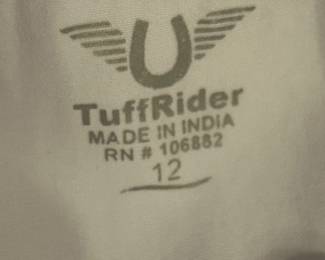 TuffRider
MADE IN INDIA
RN # 106882
12